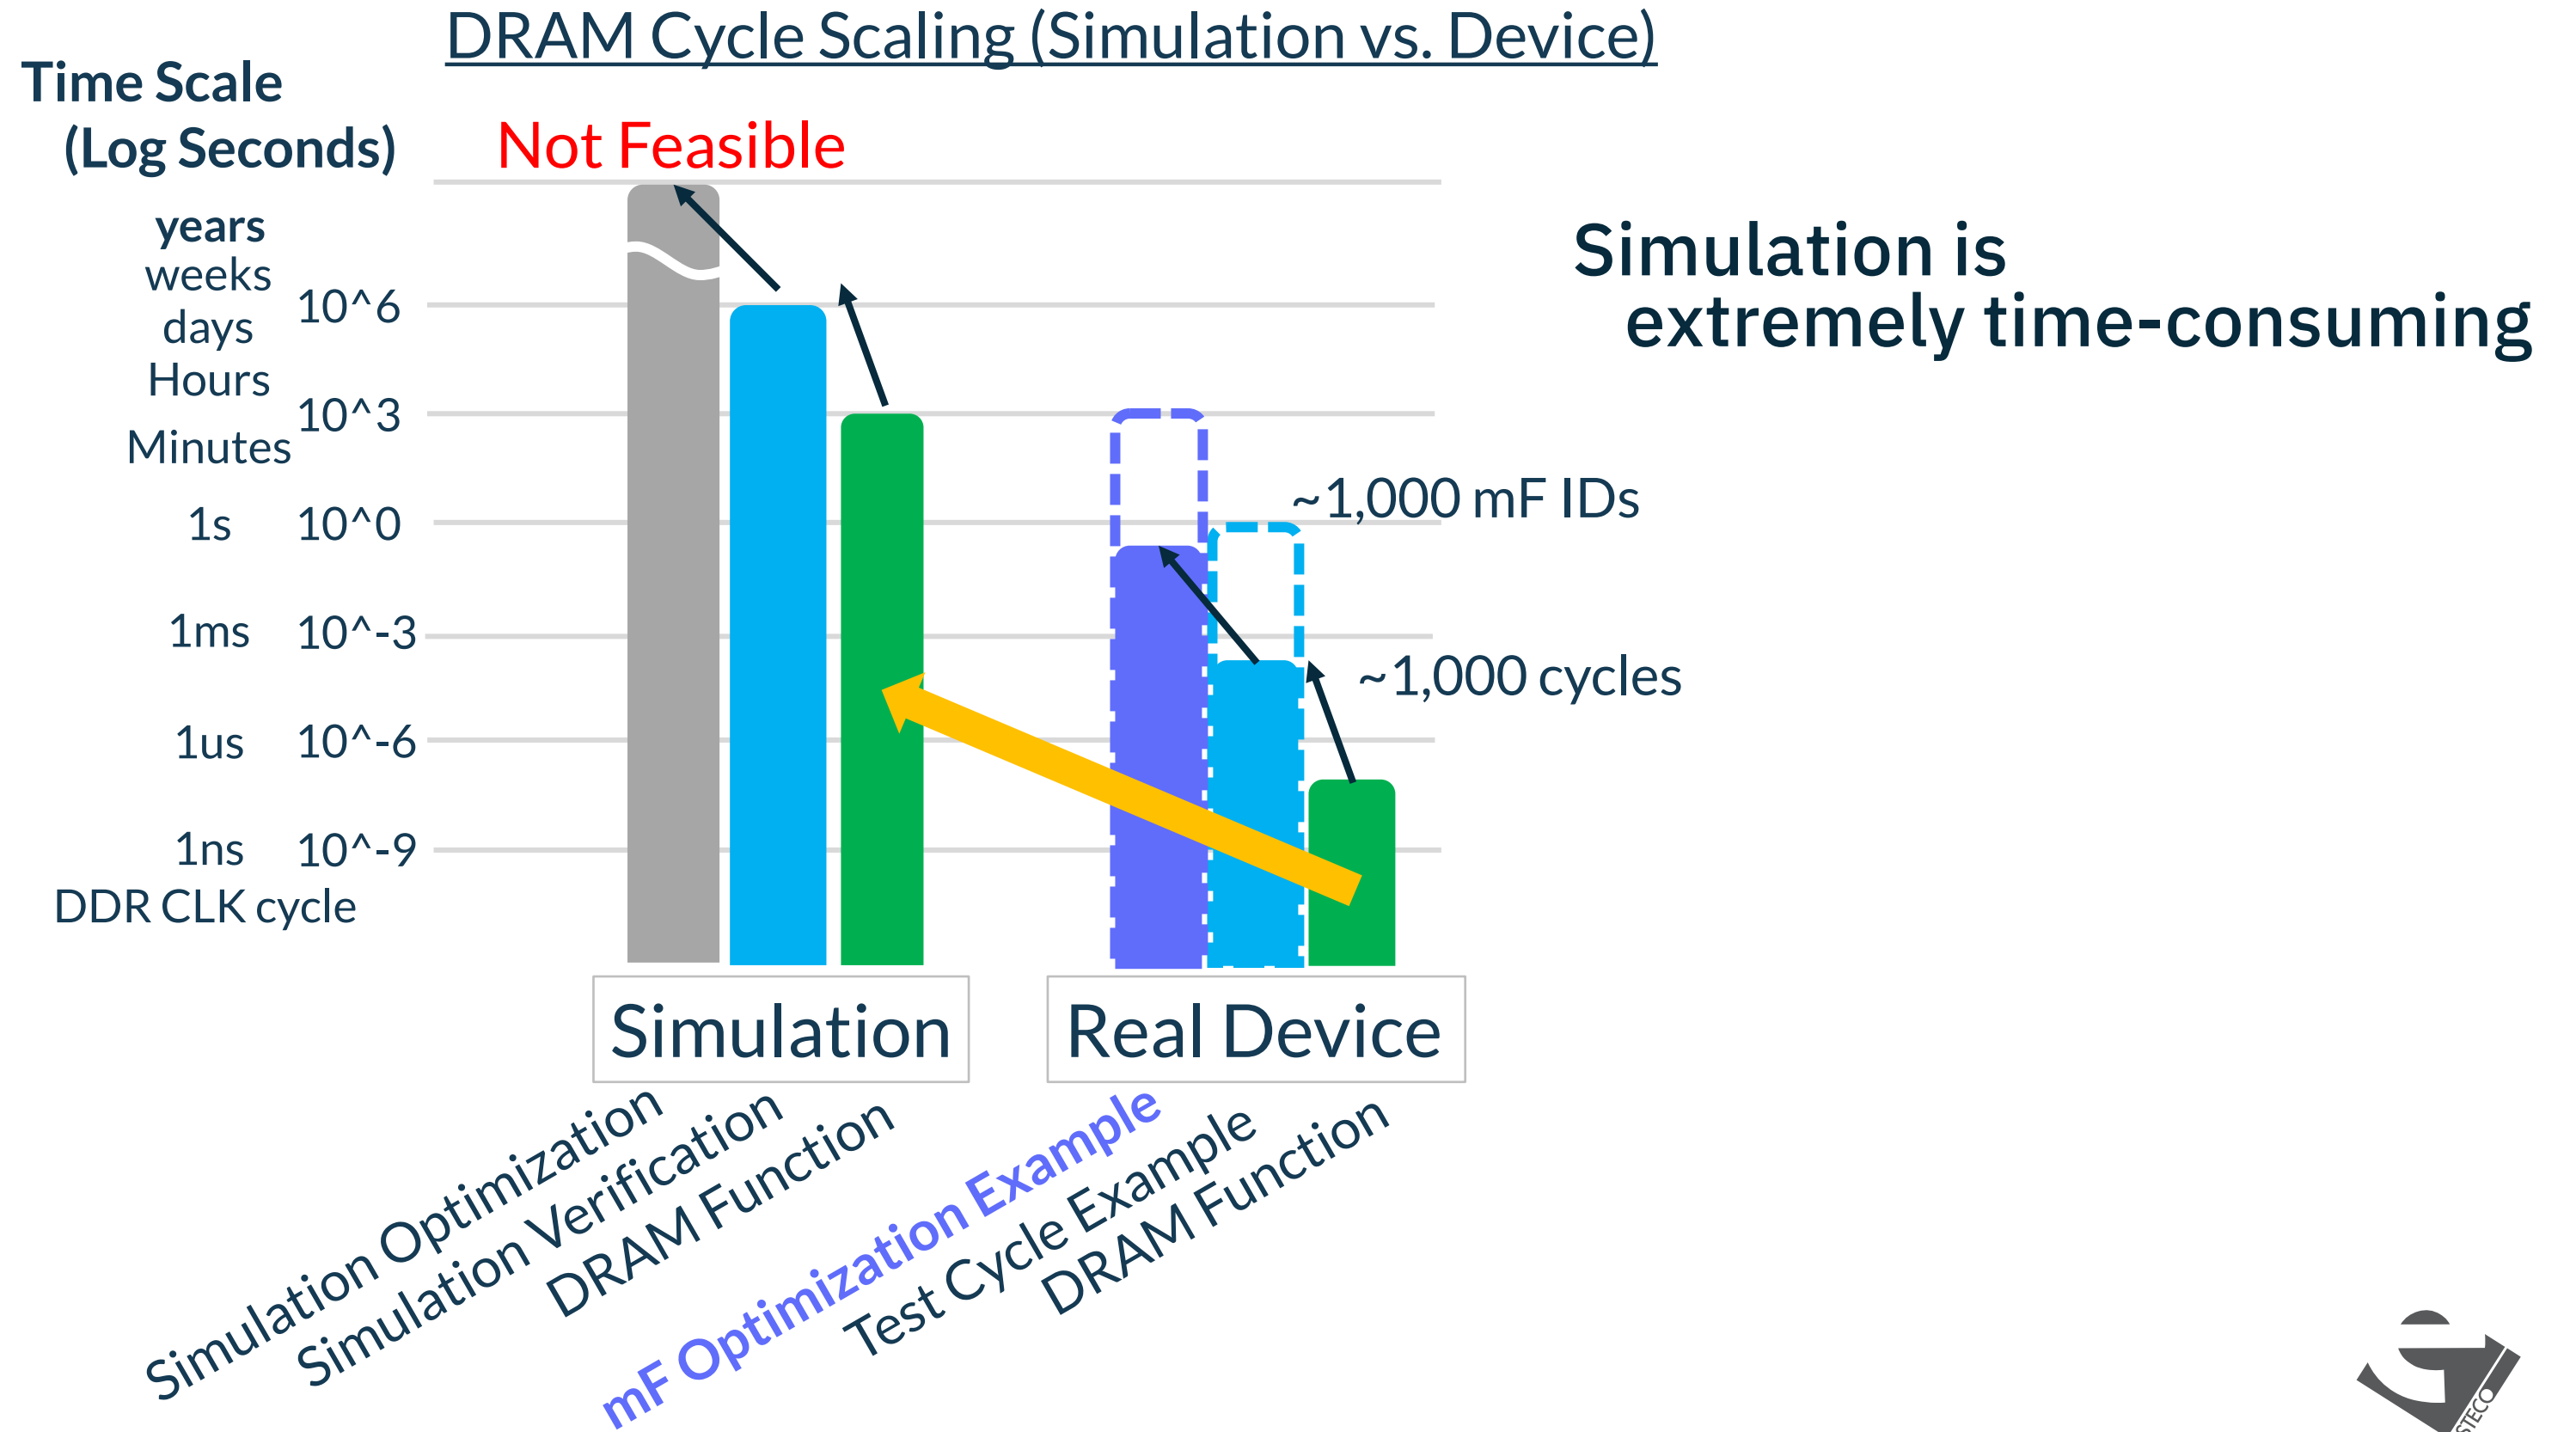 DRAM Cycle Scaling (Simulation vs. Device)
Time Scale
(Log Seconds)
Not Feasible
years
weeks
10^6
days
Hours
10^3
Minutes
1s 10^0
1ms 10^-3
1us 10^-6
1ns 10^-9
DDR CLK cycle
Simulation is
extremely time-consuming
~1,000 mF IDs
~1,000 cycles
Simulation
Real Device
Simulation Optimization
Simulation Verification
DRAM Function
mF Optimization Example
Test Cycle Example
DRAM Function
STECO